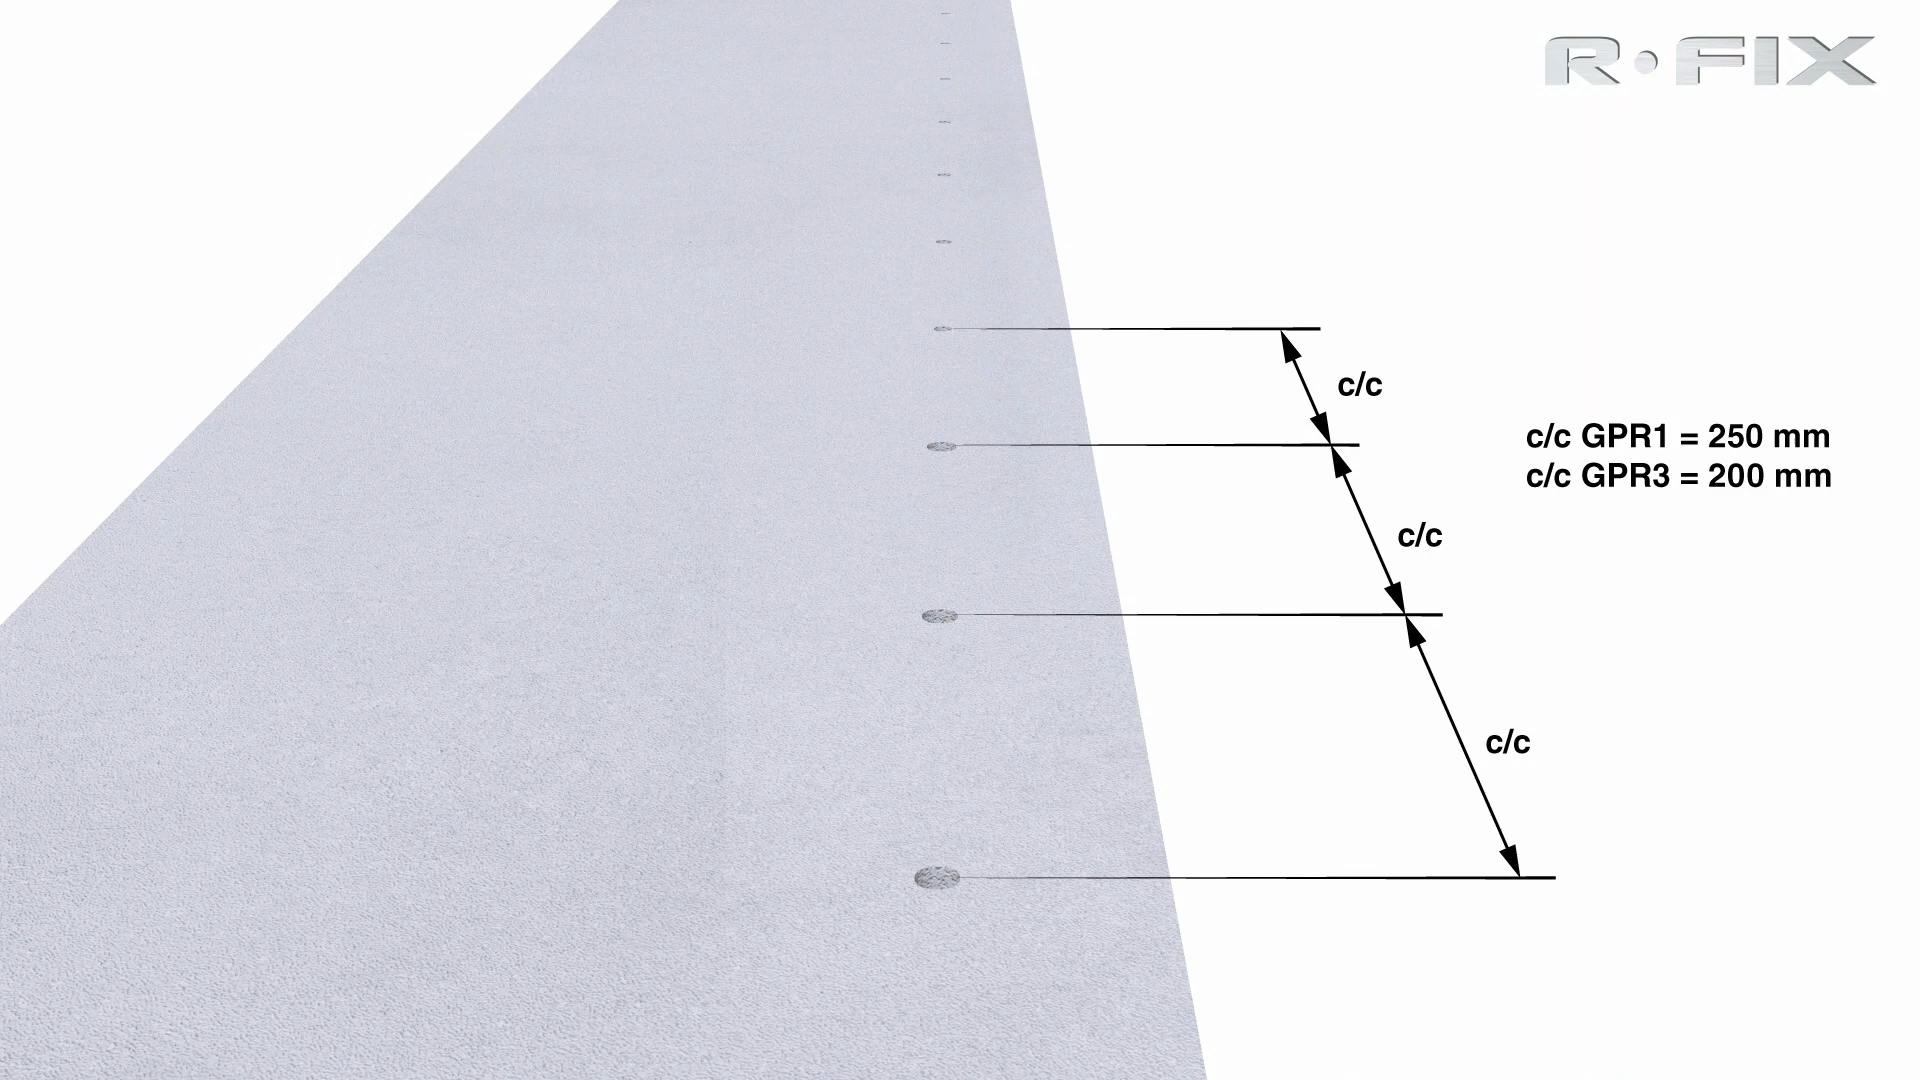 R•FIX
c/c
c/c GPR1 = 250 mm
c/c GPR3 = 200 mm
c/c
c/c